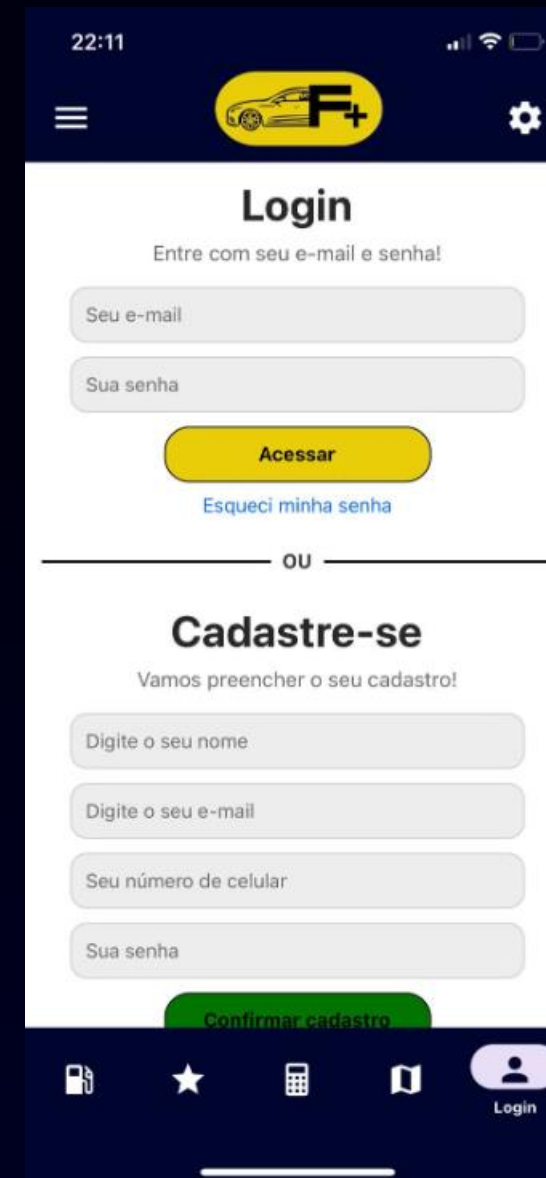 22:11
F+
Login
Entre com seu e-mail e senha!
Seu e-mail
Sua senha
Acessar
Esqueci minha senha
OU
Cadastre-se
Vamos preencher o seu cadastro!
Digite o seu nome
Digite o seu e-mail
Seu número de celular
Sua senha
Confirmar cadastro
Login